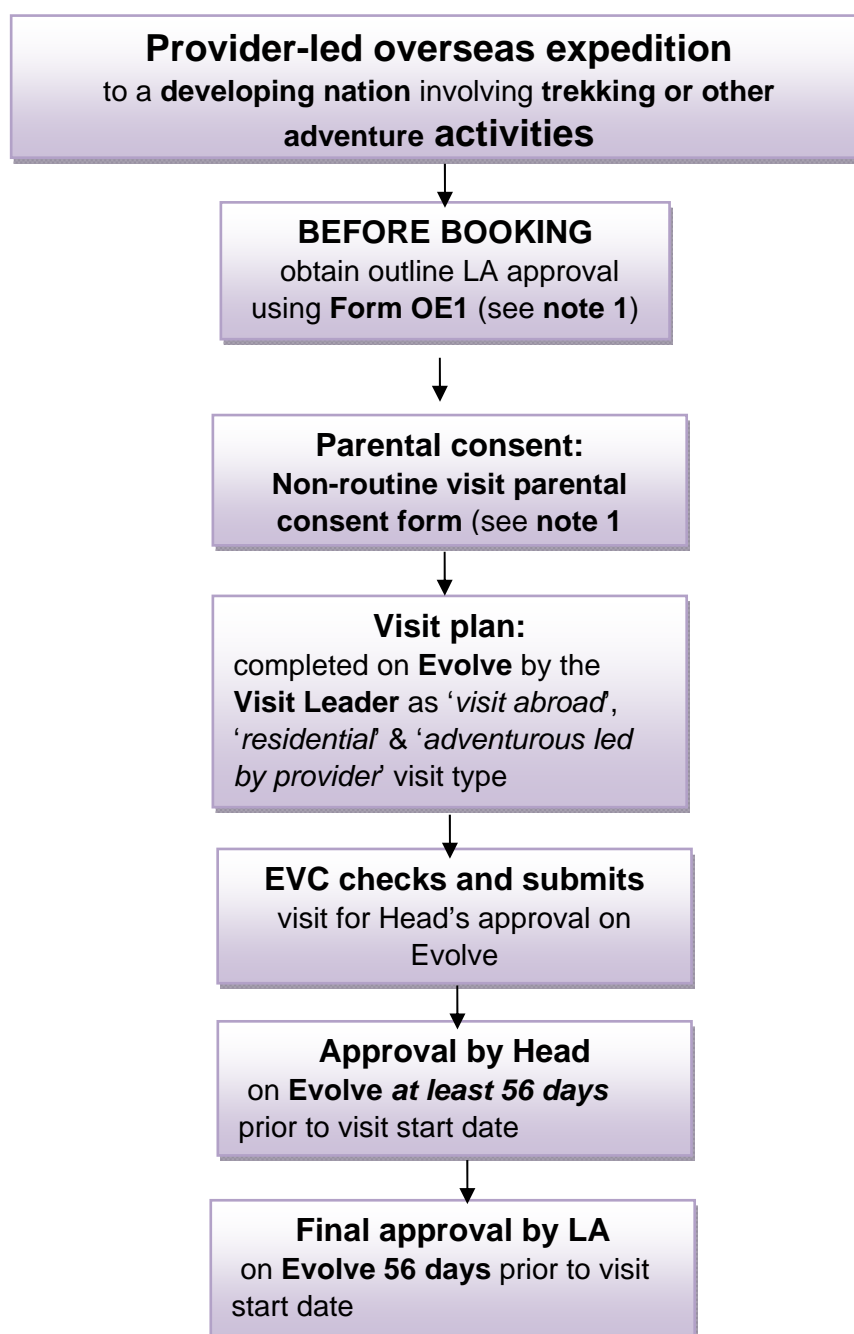 Provider-led overseas expedition
to a developing nation involving trekking or other
adventure activities
BEFORE BOOKING
obtain outline LA approval
using Form OE1 (see note 1)
Parental consent:
Non-routine visit parental
consent form (see note 1
Visit plan:
completed on Evolve by the
Visit Leader as ‘visit abroad’,
‘residential’ & ‘adventurous led
by provider’ visit type
EVC checks and submits
visit for Head’s approval on
Evolve
Approval by Head
on Evolve at least 56 days
prior to visit start date
Final approval by LA
on Evolve 56 days prior to visit
start date